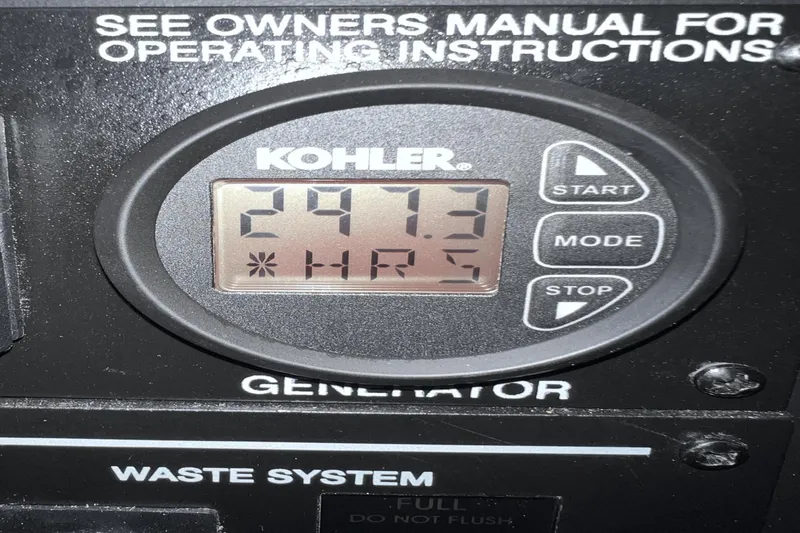 SEE OWNERS MANUAL FOR
OPERATING INSTRUCTIONS
KOHLER®
297.3
*HRS
START
MODE
STOP
GENERATOR
WASTE SYSTEM
FULL
DO NOT FLUSH